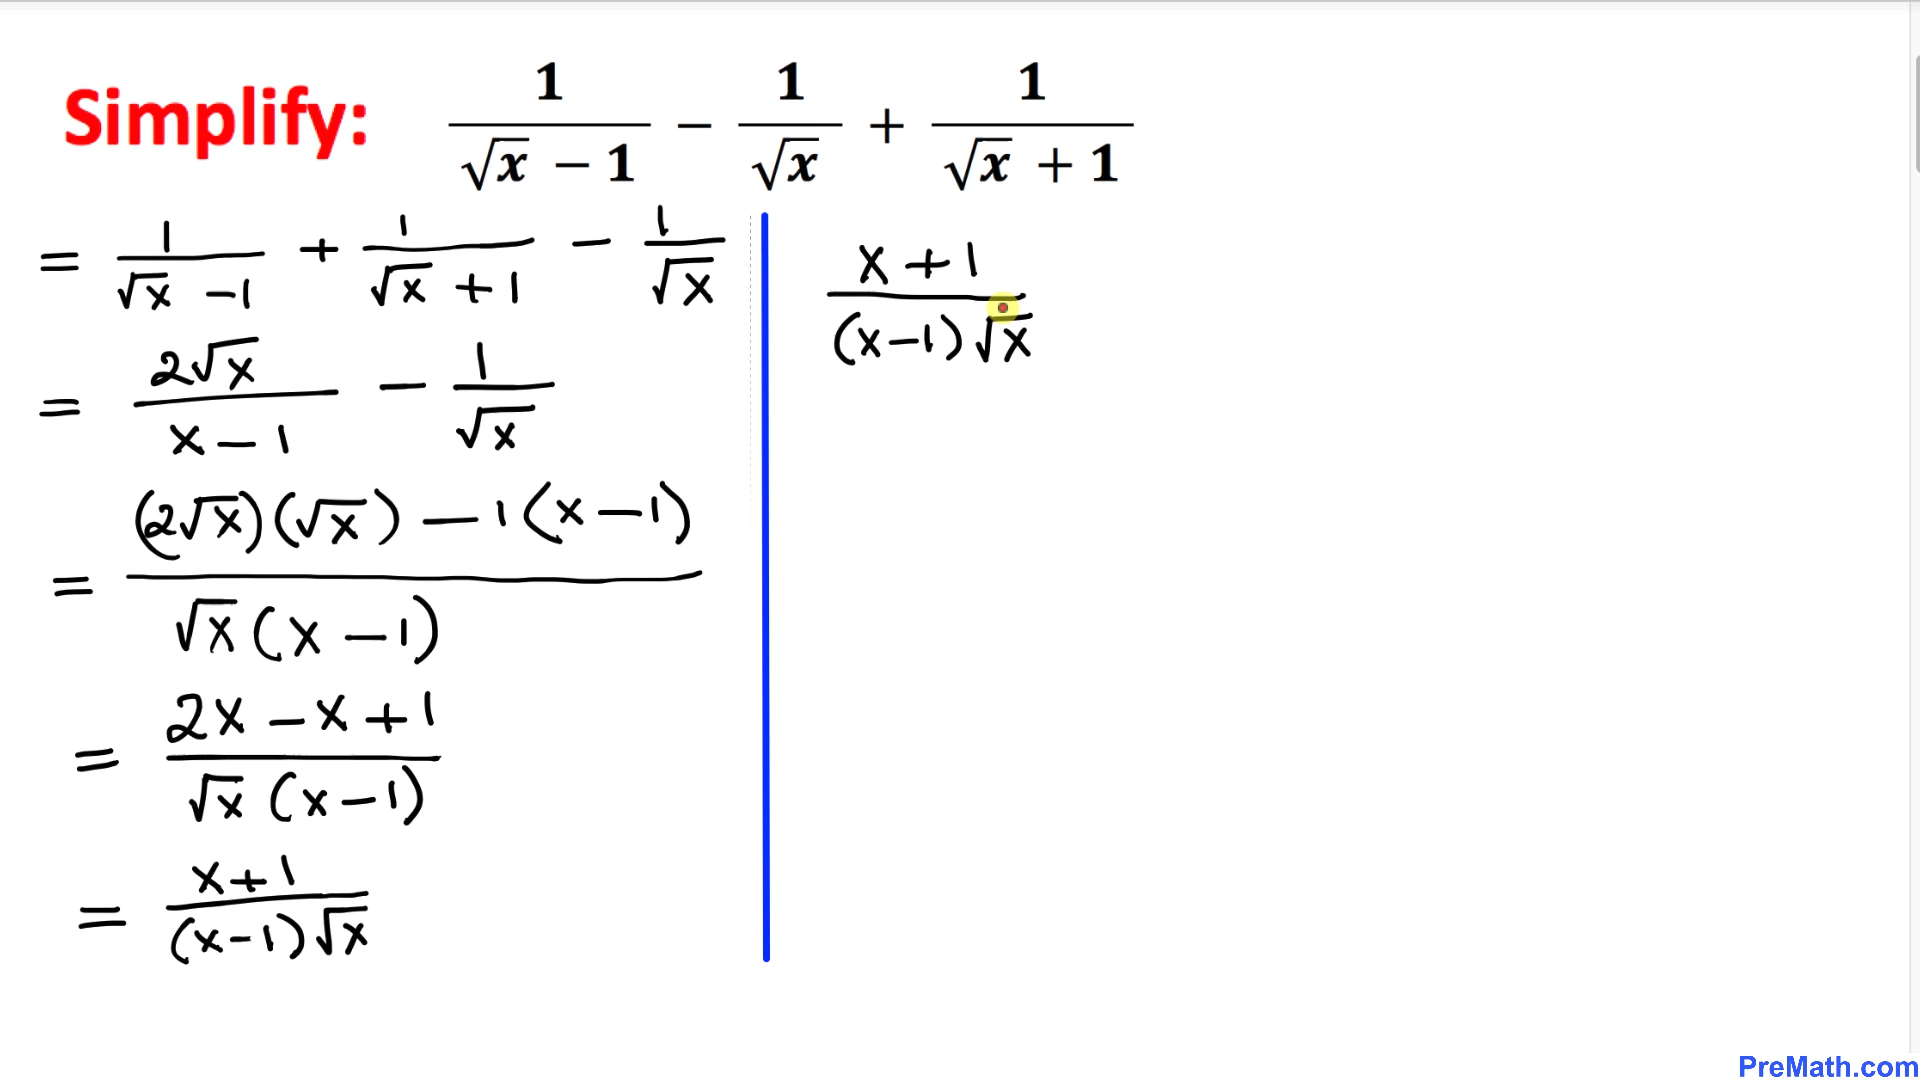 Simplify: 1/(√x − 1) − 1/√x + 1/(√x + 1)
= 1/(√x − 1) + 1/(√x + 1) − 1/√x
= 2√x/(x − 1) − 1/√x
= ((2√x)(√x) − 1(x − 1))/(√x(x − 1))
= (2x − x + 1)/(√x(x − 1))
= (x + 1)/((x − 1)√x)
(x + 1)/((x − 1)√x)
PreMath.com